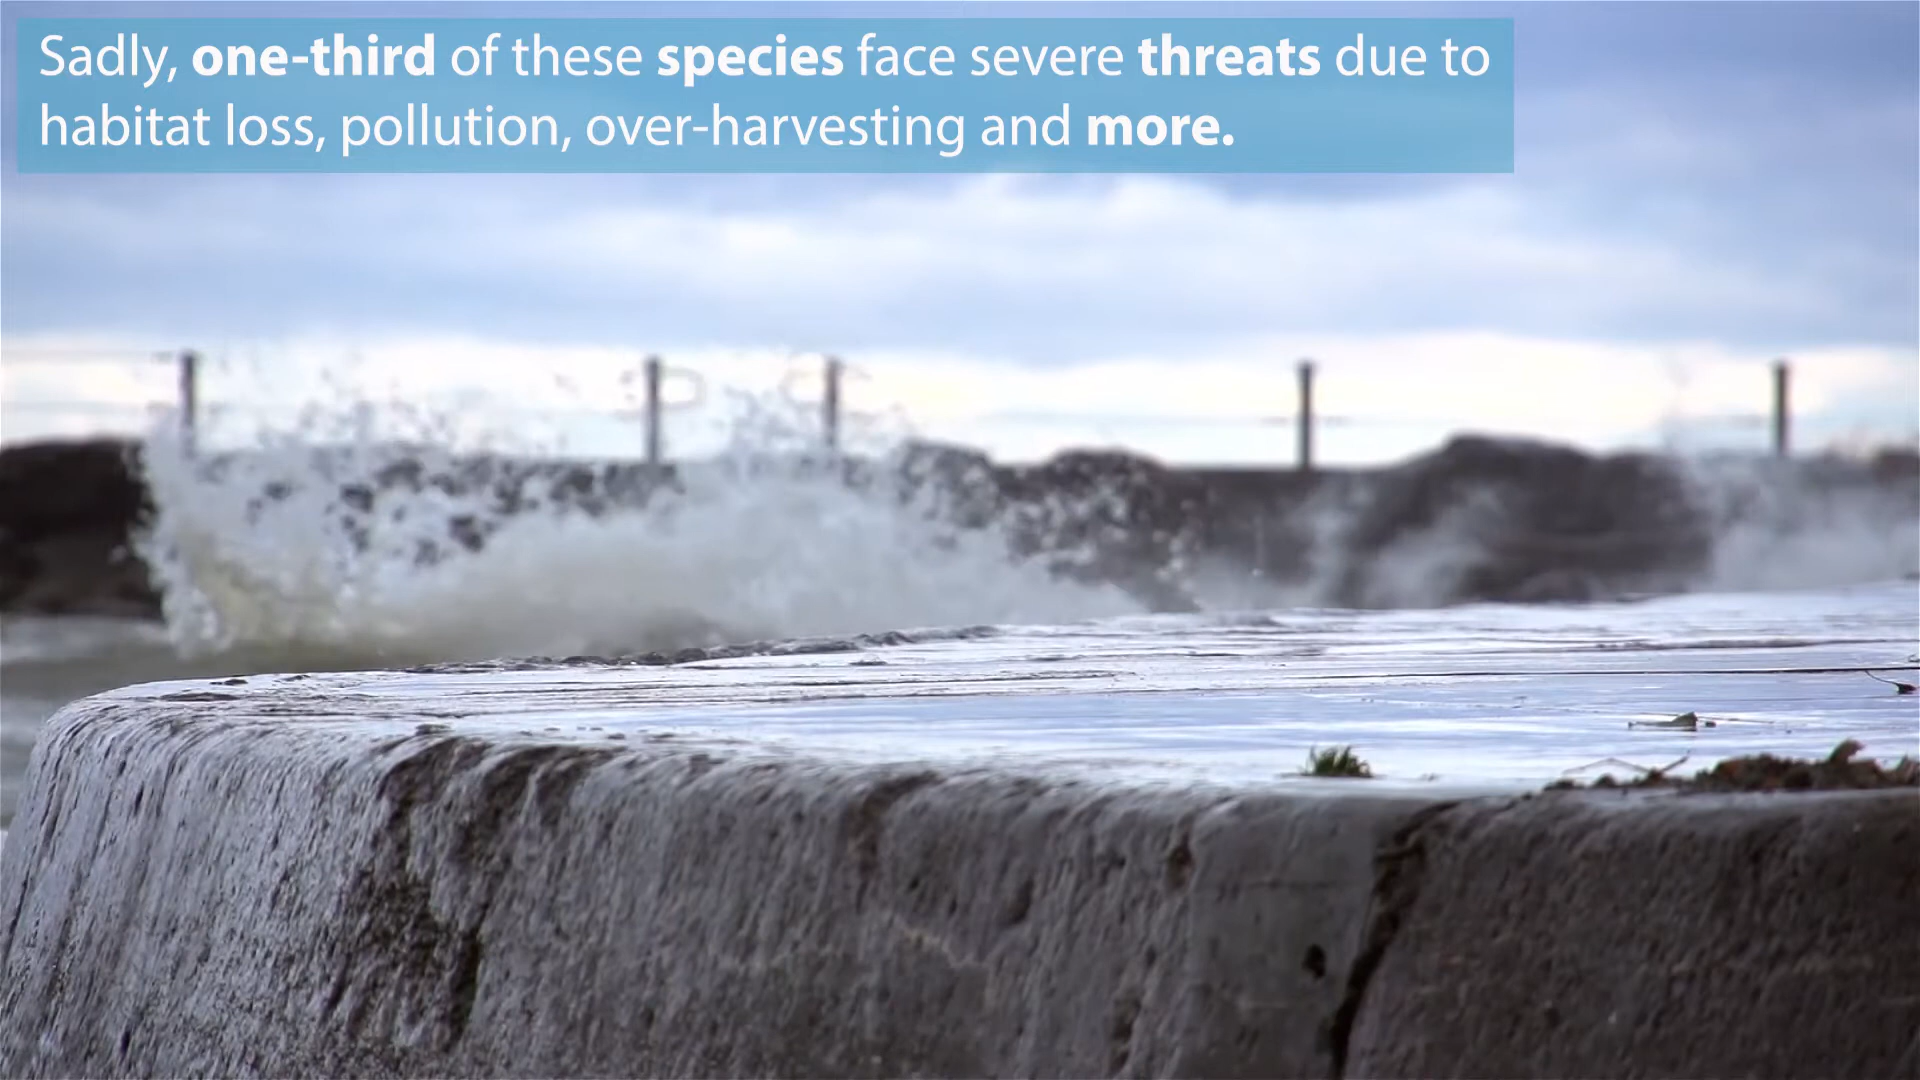 Sadly, one-third of these species face severe threats due to
habitat loss, pollution, over-harvesting and more.